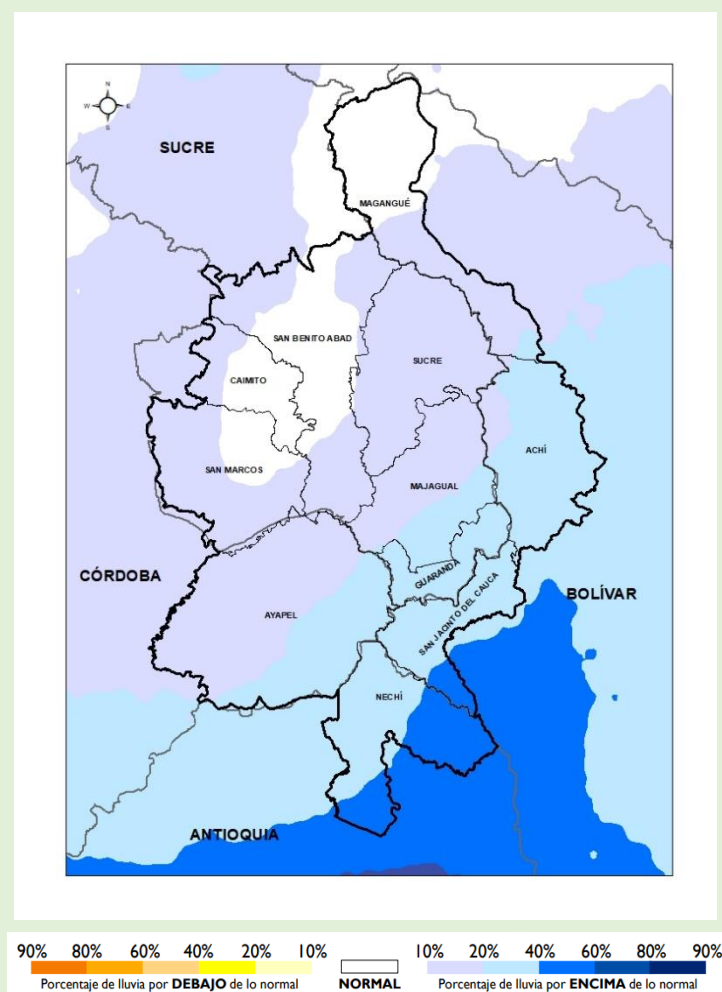 N
W E
S
SUCRE
MAGANGUÉ
SAN BENITO ABAD
SUCRE
CAIMITO
ACHÍ
SAN MARCOS
MAJAGUAL
CÓRDOBA
GUARANDA
BOLÍVAR
AYAPEL
SAN JACINTO DEL CAUCA
NECHÍ
ANTIOQUIA
90% 80% 60% 40% 20% 10% 10% 20% 40% 60% 80% 90%
Porcentaje de lluvia por DEBAJO de lo normal NORMAL Porcentaje de lluvia por ENCIMA de lo normal